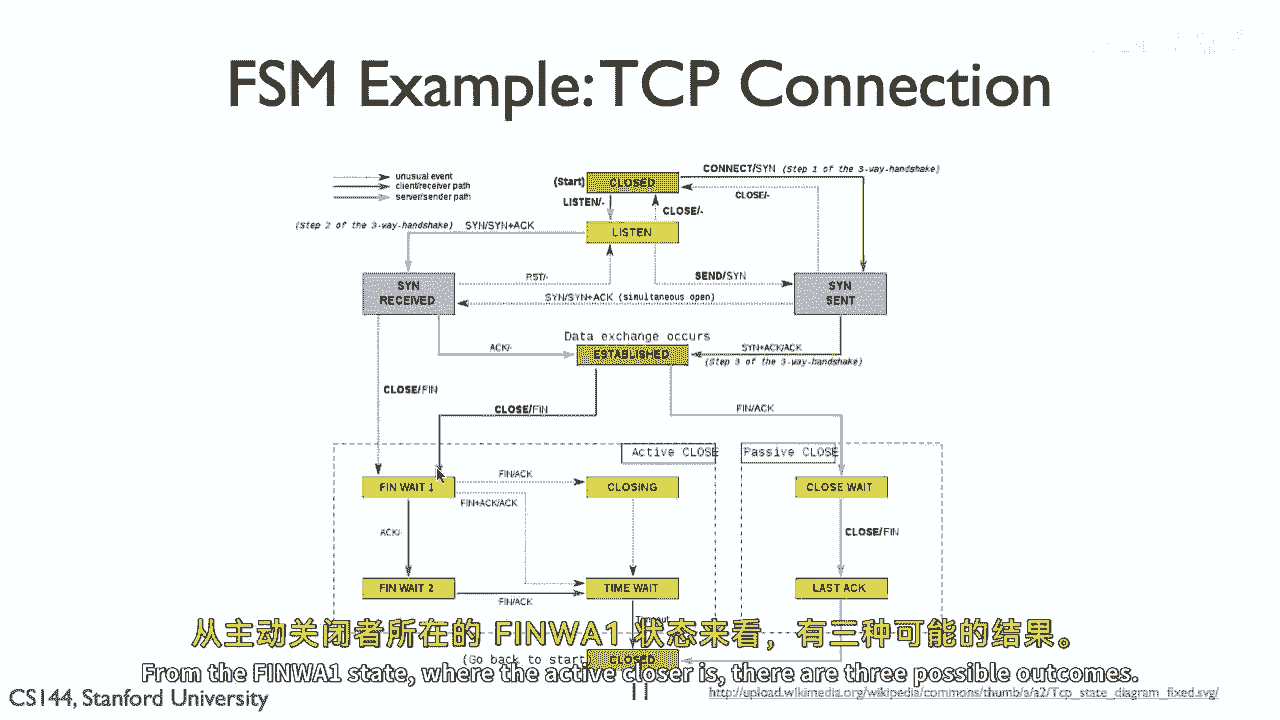 FSM Example: TCP Connection
unusual event
client/receiver path
server/sender path
(Start)
CLOSED
CONNECT/SYN (Step 1 of the 3-way-handshake)
CLOSE/-
LISTEN/-
CLOSE/-
(Step 2 of the 3-way-handshake)
SYN/SYN+ACK
LISTEN
SYN
RECEIVED
RST/-
SEND/SYN
SYN
SENT
SYN/SYN+ACK (simultaneous open)
Data exchange occurs
ACK/-
ESTABLISHED
SYN+ACK/ACK
(Step 3 of the 3-way-handshake)
CLOSE/FIN
CLOSE/FIN
FIN/ACK
Active CLOSE
Passive CLOSE
FIN WAIT 1
FIN/ACK
CLOSING
CLOSE WAIT
FIN+ACK/ACK
ACK/-
CLOSE/FIN
FIN WAIT 2
FIN/ACK
TIME WAIT
LAST ACK
从主动关闭者所在的 FINWA1 状态来看，有三种可能的结果。
(Go back to start)
CLOSED
From the FINWA1 state, where the active closer is, there are three possible outcomes.
CS144, Stanford University
http://upload.wikimedia.org/wikipedia/commons/thumb/a/a2/Tcp_state_diagram_fixed.svg/